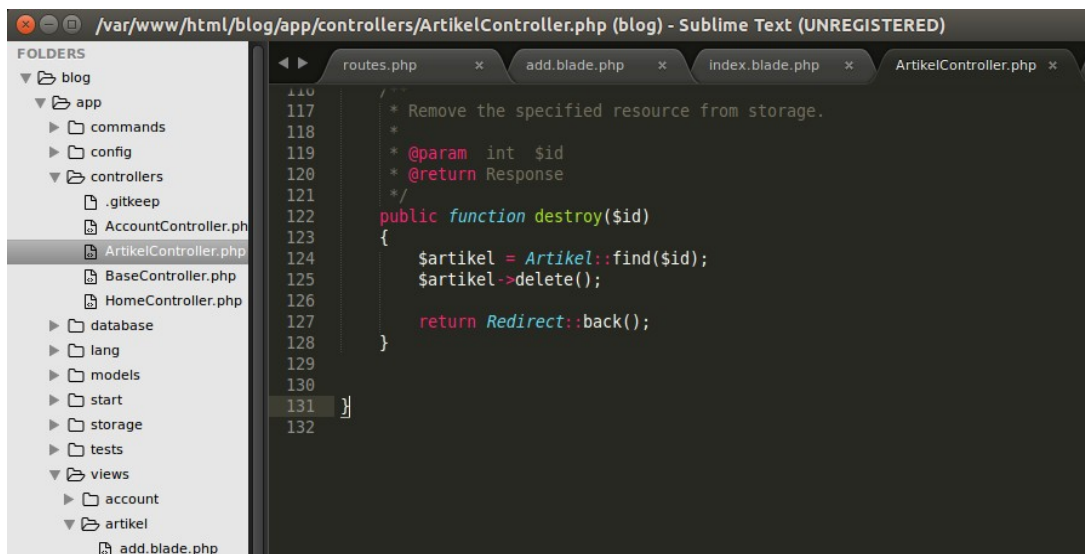 /var/www/html/blog/app/controllers/ArtikelController.php (blog) - Sublime Text (UNREGISTERED)
FOLDERS
blog
app
commands
config
controllers
.gitkeep
AccountController.ph
ArtikelController.php
BaseController.php
HomeController.php
database
lang
models
start
storage
tests
views
account
artikel
add.blade.php
routes.php × add.blade.php × index.blade.php × ArtikelController.php ×
116 /**
117 * Remove the specified resource from storage.
118 *
119 * @param int $id
120 * @return Response
121 */
122 public function destroy($id)
123 {
124 $artikel = Artikel::find($id);
125 $artikel->delete();
126
127 return Redirect::back();
128 }
129
130
131 }
132